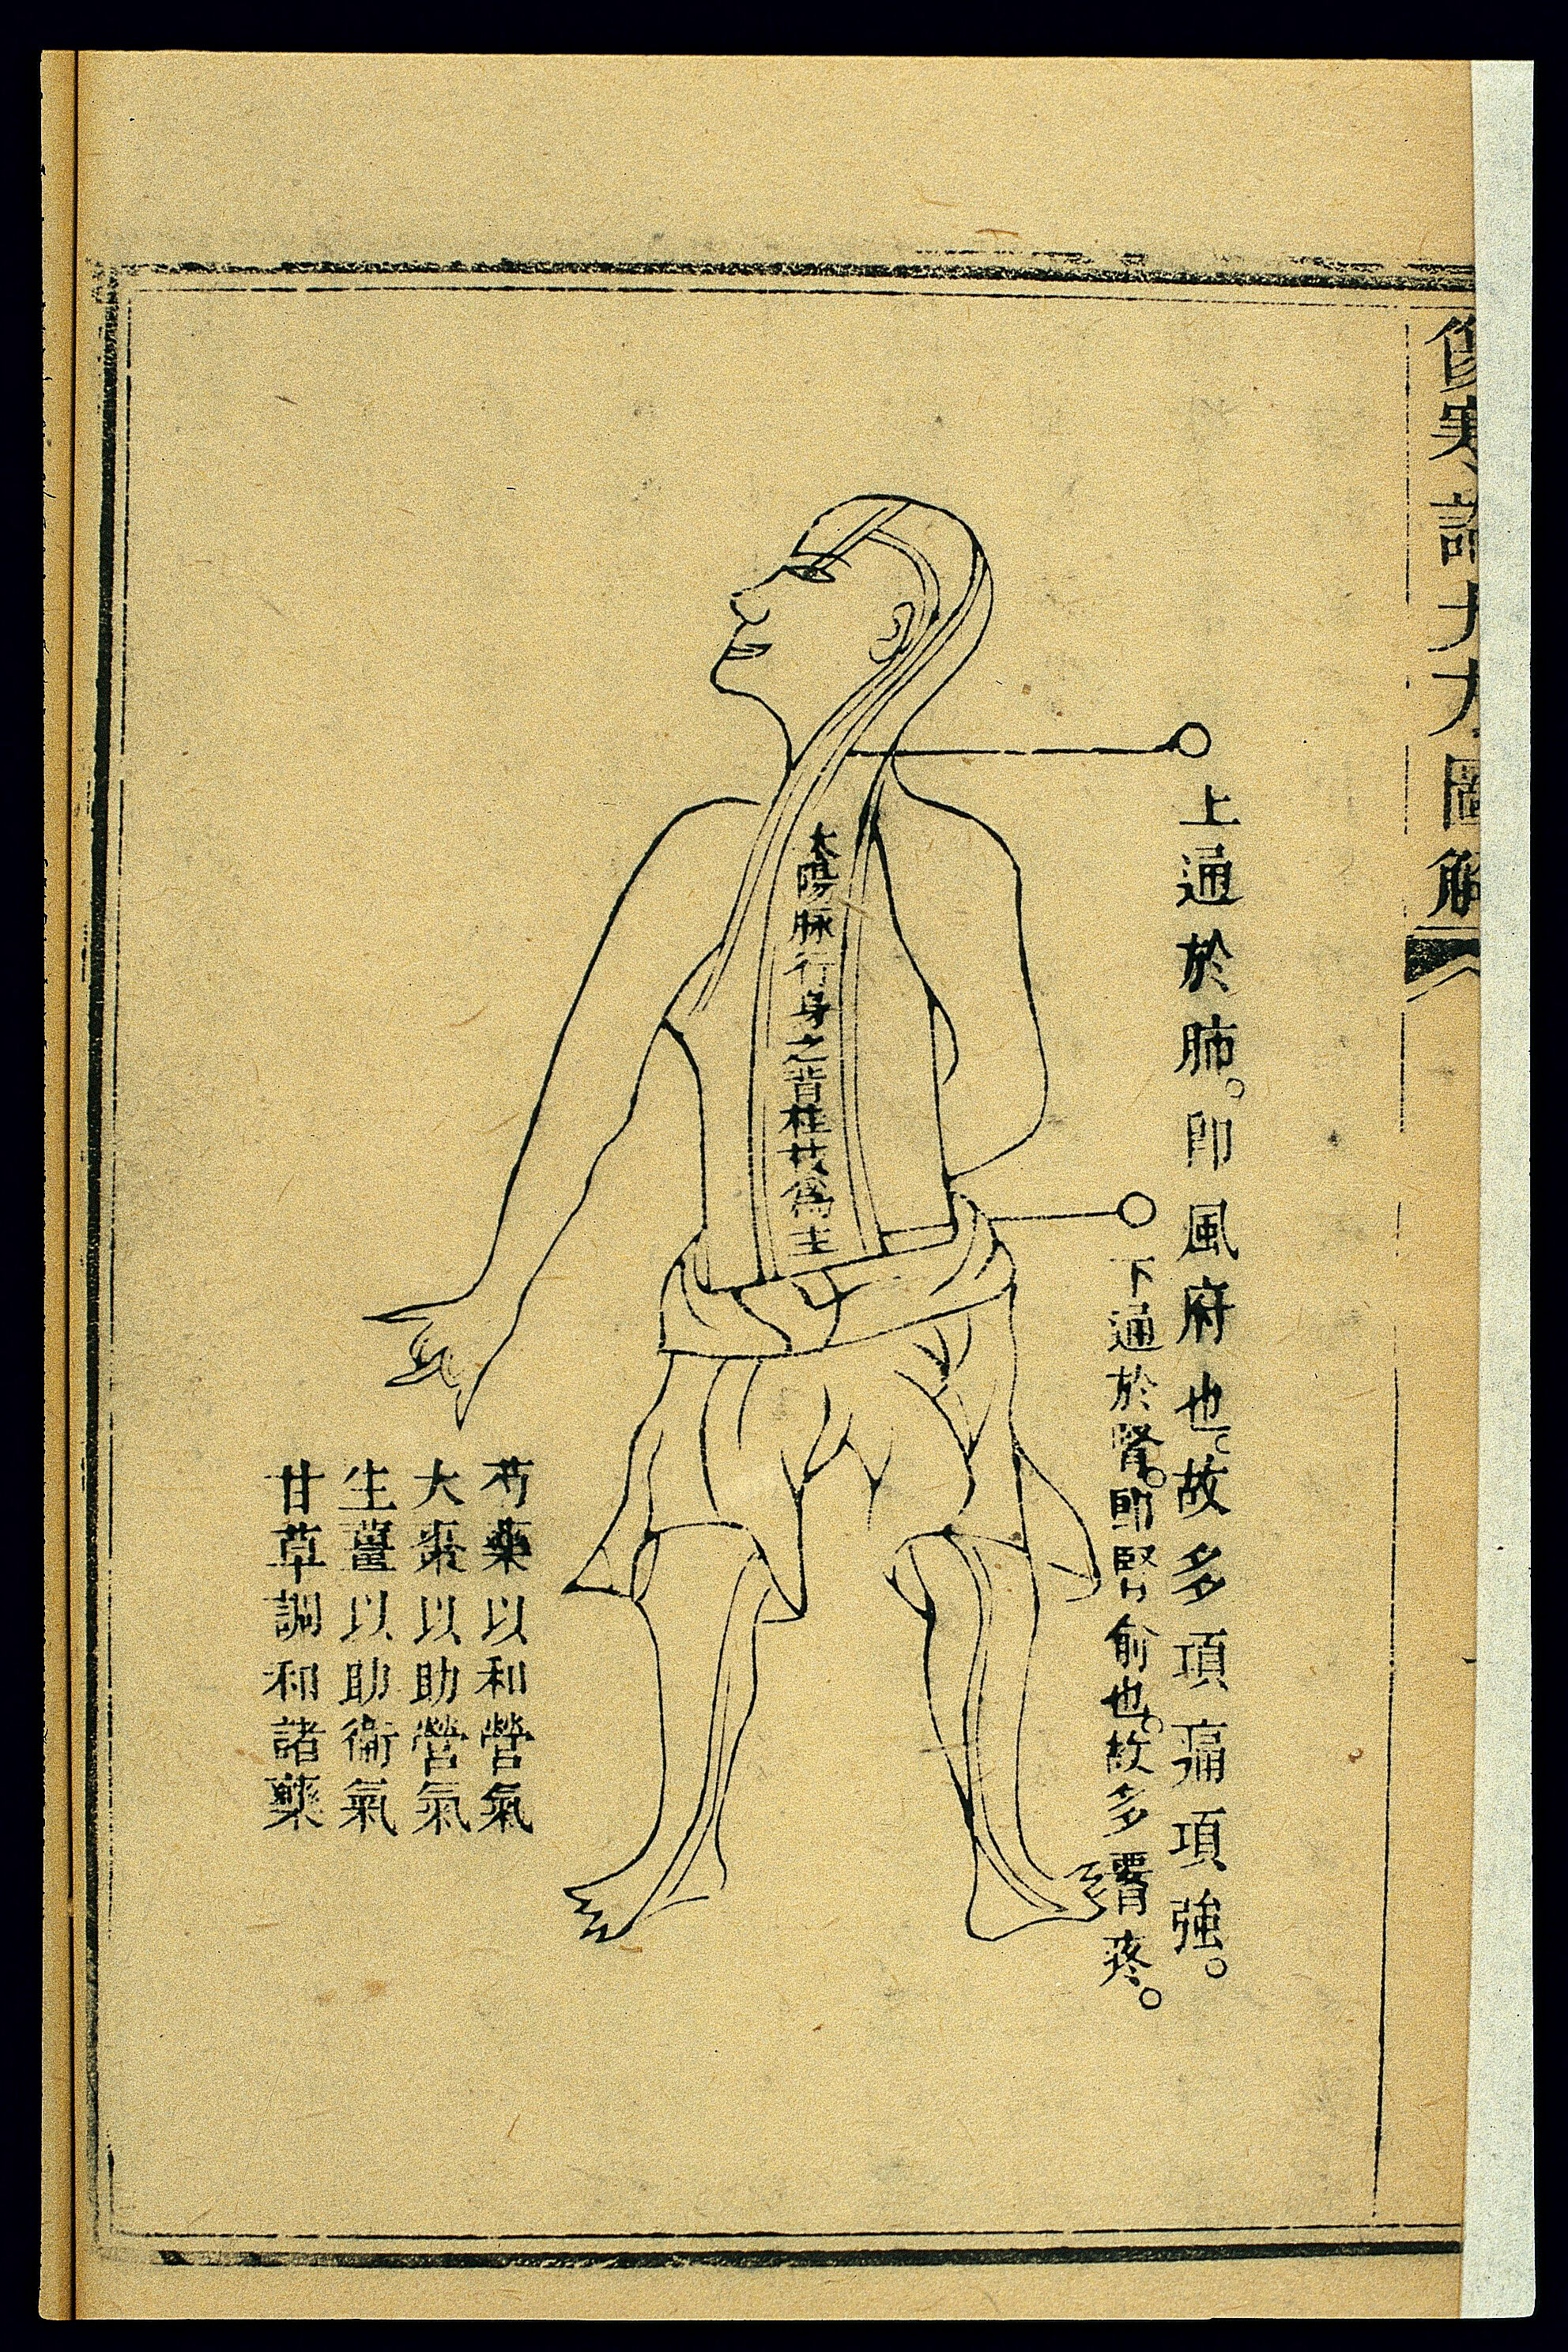 傷寒論方大圖解
上通於肺。即風府也。故多項痛項強。
下通於腎。即腎俞也。故多腰疼。
太陽脉行身之背桂枝為主
芍藥以和營氣
大棗以助營氣
生薑以助衛氣
甘草調和諸藥